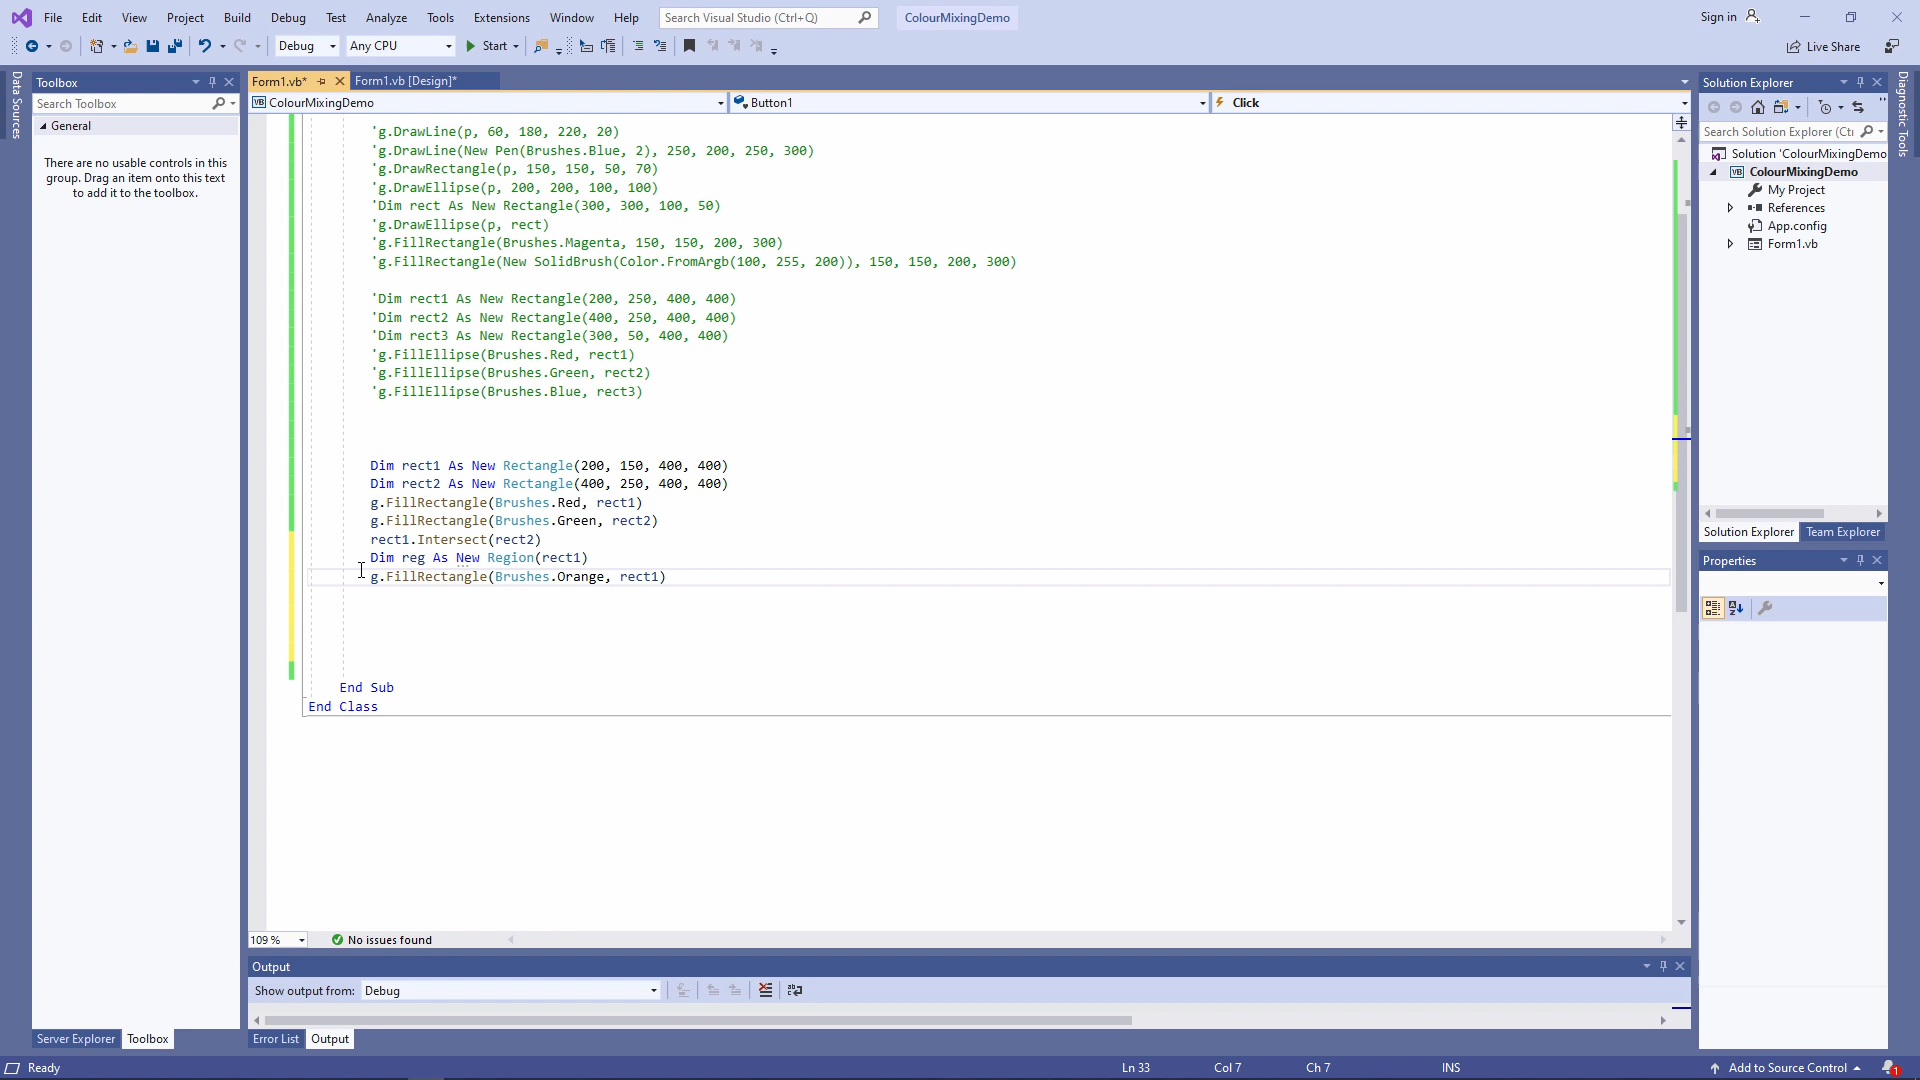 File Edit View Project Build Debug Test Analyze Tools Extensions Window Help Search Visual Studio (Ctrl+Q) ColourMixingDemo Sign in
Debug Any CPU Start Live Share
Data Sources
Toolbox
Search Toolbox
General
There are no usable controls in this
group. Drag an item onto this text
to add it to the toolbox.
Server Explorer Toolbox
Form1.vb* Form1.vb [Design]*
ColourMixingDemo Button1 Click
'g.DrawLine(p, 60, 180, 220, 20)
'g.DrawLine(New Pen(Brushes.Blue, 2), 250, 200, 250, 300)
'g.DrawRectangle(p, 150, 150, 50, 70)
'g.DrawEllipse(p, 200, 200, 100, 100)
'Dim rect As New Rectangle(300, 300, 100, 50)
'g.DrawEllipse(p, rect)
'g.FillRectangle(Brushes.Magenta, 150, 150, 200, 300)
'g.FillRectangle(New SolidBrush(Color.FromArgb(100, 255, 200)), 150, 150, 200, 300)
'Dim rect1 As New Rectangle(200, 250, 400, 400)
'Dim rect2 As New Rectangle(400, 250, 400, 400)
'Dim rect3 As New Rectangle(300, 50, 400, 400)
'g.FillEllipse(Brushes.Red, rect1)
'g.FillEllipse(Brushes.Green, rect2)
'g.FillEllipse(Brushes.Blue, rect3)
Dim rect1 As New Rectangle(200, 150, 400, 400)
Dim rect2 As New Rectangle(400, 250, 400, 400)
g.FillRectangle(Brushes.Red, rect1)
g.FillRectangle(Brushes.Green, rect2)
rect1.Intersect(rect2)
Dim reg As New Region(rect1)
g.FillRectangle(Brushes.Orange, rect1)
End Sub
End Class
109 % No issues found
Output
Show output from: Debug
Error List Output
Solution Explorer
Search Solution Explorer (Ctrl
Solution 'ColourMixingDemo
VB ColourMixingDemo
My Project
References
App.config
Form1.vb
Solution Explorer Team Explorer
Properties
Diagnostic Tools
Ready Ln 33 Col 7 Ch 7 INS Add to Source Control 1